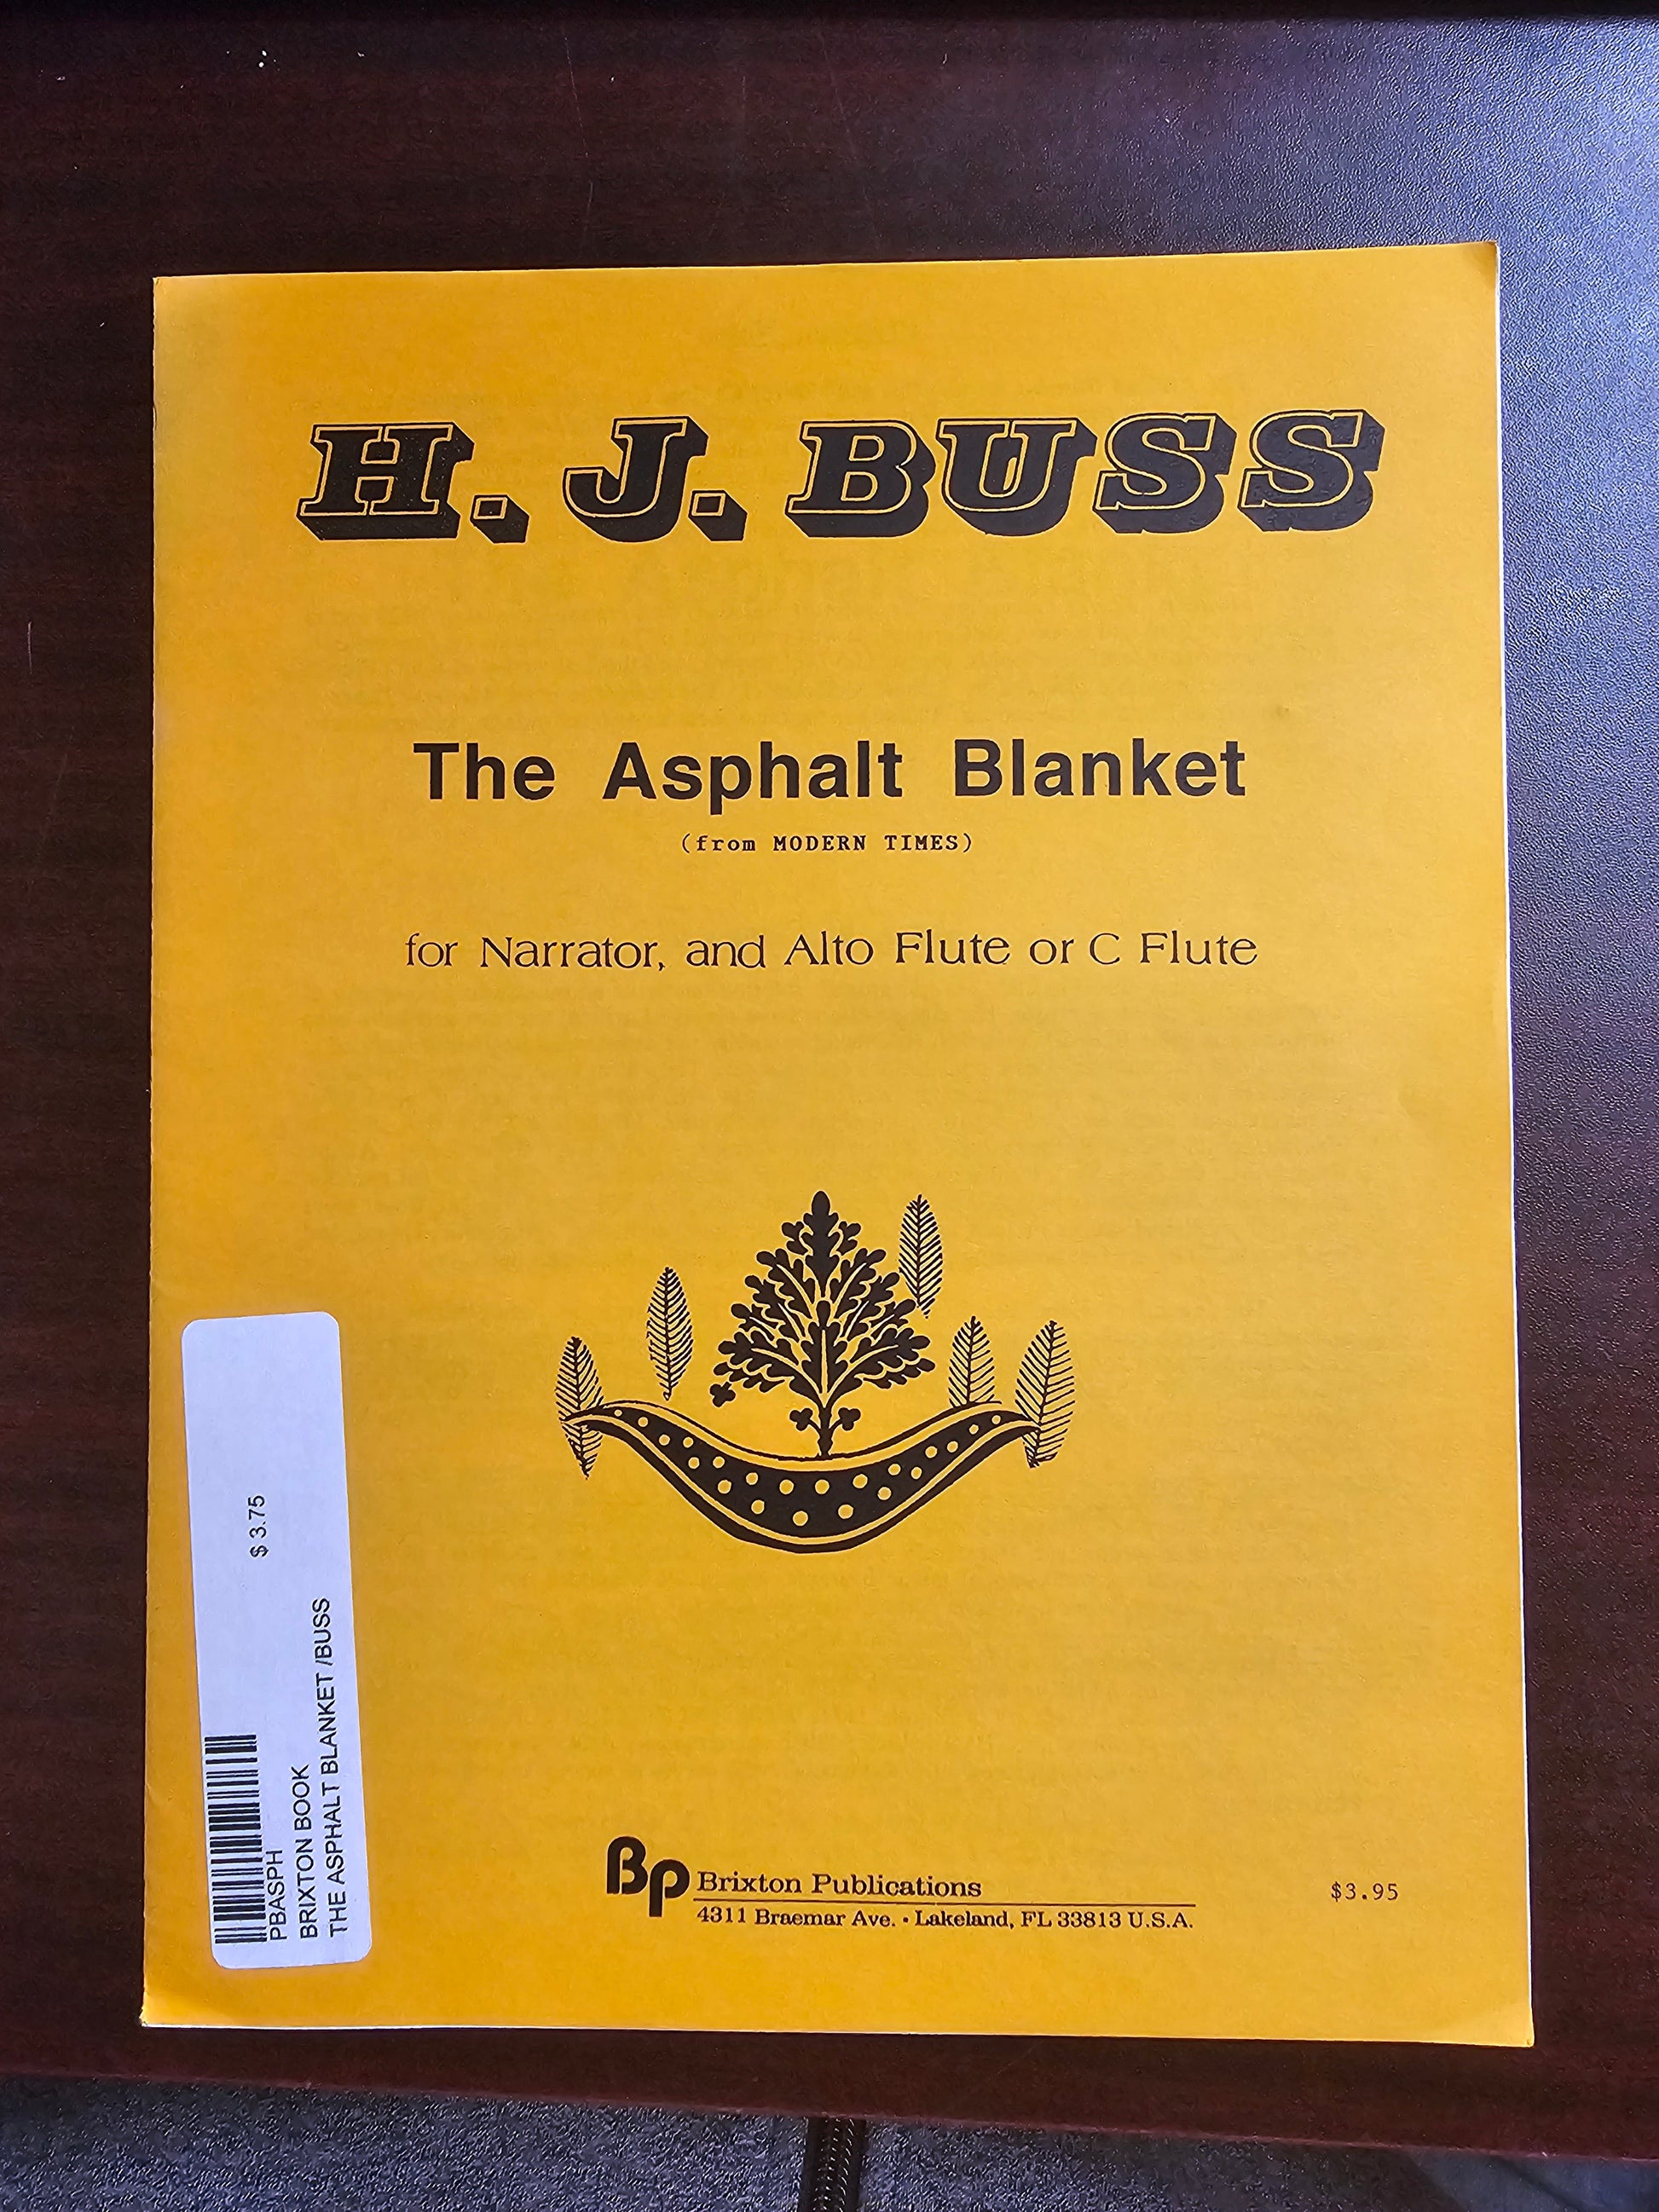 H. J. BUSS
The Asphalt Blanket
(from MODERN TIMES)
for Narrator, and Alto Flute or C Flute
$ 3.75
PBASPH
BRIXTON BOOK
THE ASPHALT BLANKET /BUSS
Bp Brixton Publications
4311 Braemar Ave. • Lakeland, FL 33813 U.S.A.
$3.95